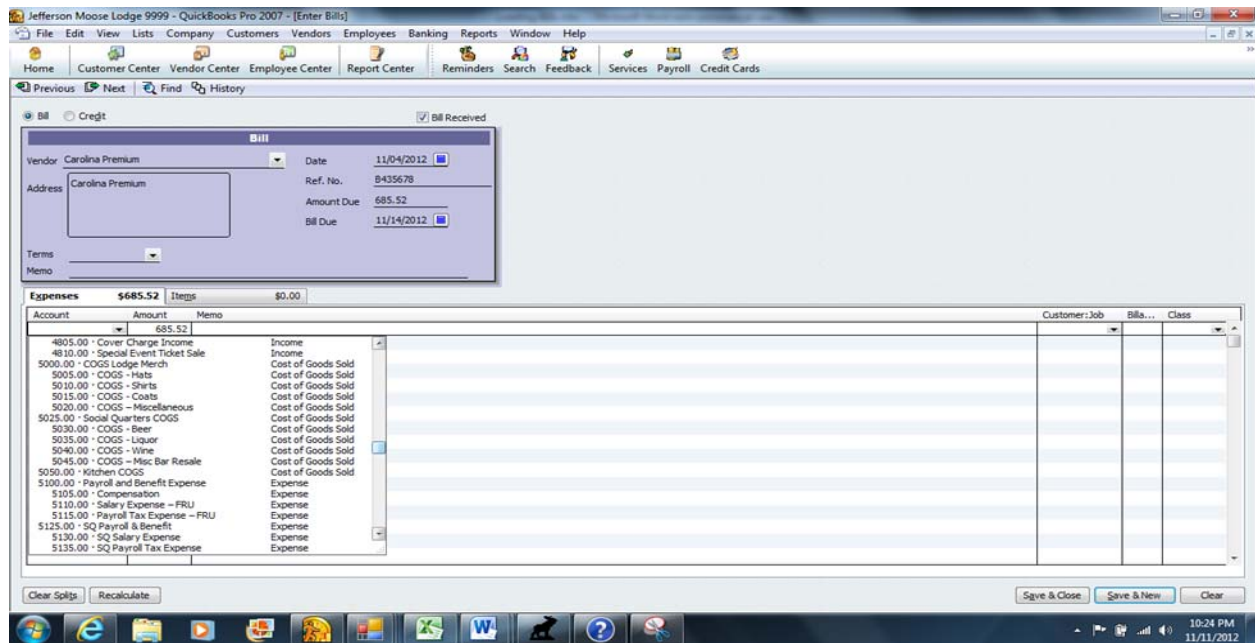 Jefferson Moose Lodge 9999 - QuickBooks Pro 2007 - [Enter Bills]
File Edit View Lists Company Customers Vendors Employees Banking Reports Window Help
Home Customer Center Vendor Center Employee Center Report Center Reminders Search Feedback Services Payroll Credit Cards
Previous Next Find History
Bill Credit Bill Received
Bill
Vendor Carolina Premium Date 11/04/2012
Address Carolina Premium Ref. No. B435678
Amount Due 685.52
Bill Due 11/14/2012
Terms
Memo
Expenses $685.52 Items $0.00
Account Amount Memo Customer:Job Billa... Class
685.52
4805.00 · Cover Charge Income Income
4810.00 · Special Event Ticket Sale Income
5000.00 · COGS Lodge Merch Cost of Goods Sold
5005.00 · COGS - Hats Cost of Goods Sold
5010.00 · COGS - Shirts Cost of Goods Sold
5015.00 · COGS - Coats Cost of Goods Sold
5020.00 · COGS – Miscellaneous Cost of Goods Sold
5025.00 · Social Quarters COGS Cost of Goods Sold
5030.00 · COGS - Beer Cost of Goods Sold
5035.00 · COGS - Liquor Cost of Goods Sold
5040.00 · COGS - Wine Cost of Goods Sold
5045.00 · COGS – Misc Bar Resale Cost of Goods Sold
5050.00 · Kitchen COGS Cost of Goods Sold
5100.00 · Payroll and Benefit Expense Expense
5105.00 · Compensation Expense
5110.00 · Salary Expense – FRU Expense
5115.00 · Payroll Tax Expense – FRU Expense
5125.00 · SQ Payroll & Benefit Expense
5130.00 · SQ Salary Expense Expense
5135.00 · SQ Payroll Tax Expense Expense
Clear Splits Recalculate Save & Close Save & New Clear
10:24 PM
11/11/2012